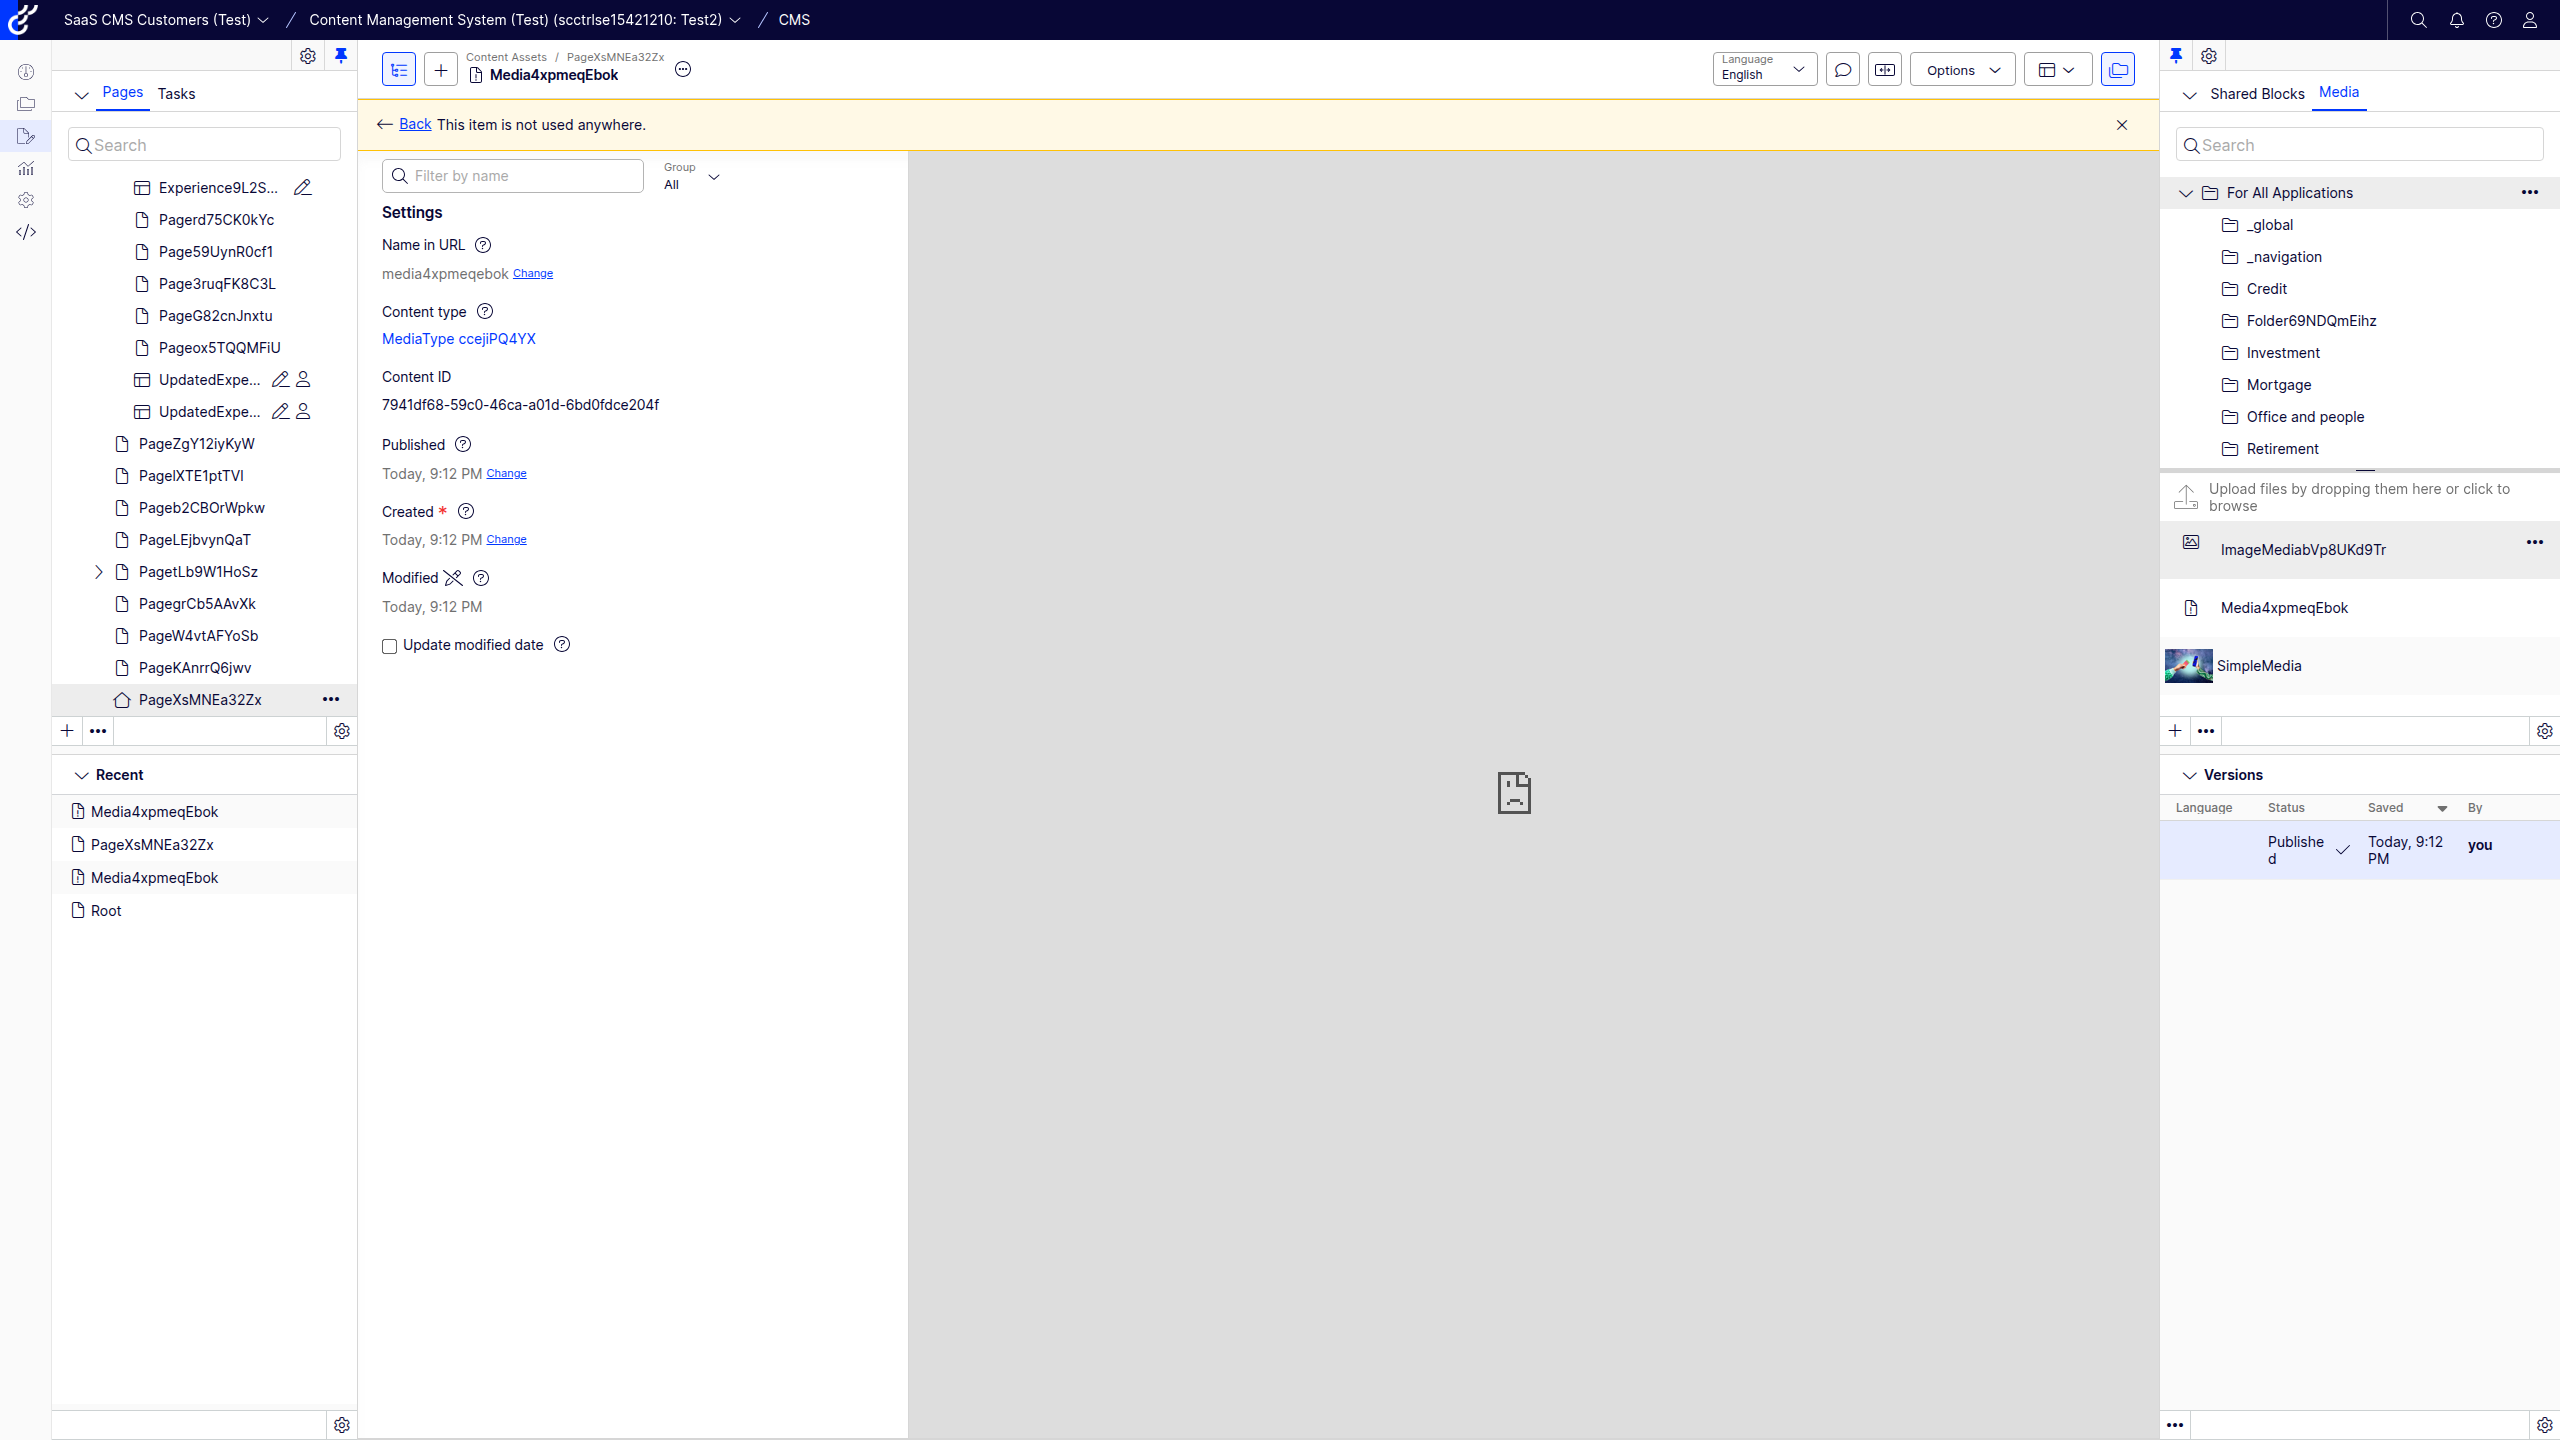 SaaS CMS Customers (Test)
Content Management System (Test) (scctrlse15421210: Test2)
CMS
Pages
Tasks
Search
Experience9L2S...
Pagerd75CK0kYc
Page59UynR0cf1
Page3ruqFK8C3L
PageG82cnJnxtu
Pageox5TQQMFiU
UpdatedExpe...
UpdatedExpe...
PageZgY12iyKyW
PagelXTE1ptTVI
Pageb2CBOrWpkw
PageLEjbvynQaT
PagetLb9W1HoSz
PagegrCb5AAvXk
PageW4vtAFYoSb
PageKAnrrQ6jwv
PageXsMNEa32Zx
Recent
Media4xpmeqEbok
PageXsMNEa32Zx
Media4xpmeqEbok
Root
Content Assets / PageXsMNEa32Zx
Media4xpmeqEbok
Language
English
Options
Back This item is not used anywhere.
Filter by name
Group
All
Settings
Name in URL
media4xpmeqebok Change
Content type
MediaType ccejiPQ4YX
Content ID
7941df68-59c0-46ca-a01d-6bd0fdce204f
Published
Today, 9:12 PM Change
Created *
Today, 9:12 PM Change
Modified
Today, 9:12 PM
Update modified date
Shared Blocks
Media
Search
For All Applications
_global
_navigation
Credit
Folder69NDQmEihz
Investment
Mortgage
Office and people
Retirement
Upload files by dropping them here or click to
browse
ImageMediabVp8UKd9Tr
Media4xpmeqEbok
SimpleMedia
Versions
Language Status Saved By
Publishe
d
Today, 9:12
PM
you